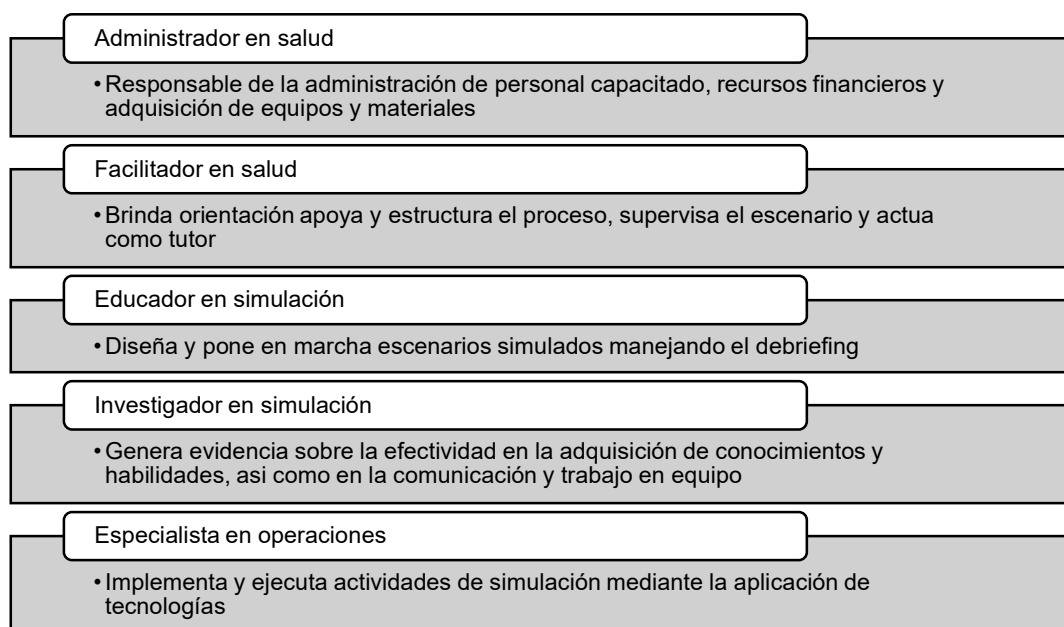 Administrador en salud
• Responsable de la administración de personal capacitado, recursos financieros y
adquisición de equipos y materiales
Facilitador en salud
• Brinda orientación apoya y estructura el proceso, supervisa el escenario y actua
como tutor
Educador en simulación
• Diseña y pone en marcha escenarios simulados manejando el debriefing
Investigador en simulación
• Genera evidencia sobre la efectividad en la adquisición de conocimientos y
habilidades, asi como en la comunicación y trabajo en equipo
Especialista en operaciones
• Implementa y ejecuta actividades de simulación mediante la aplicación de
tecnologías